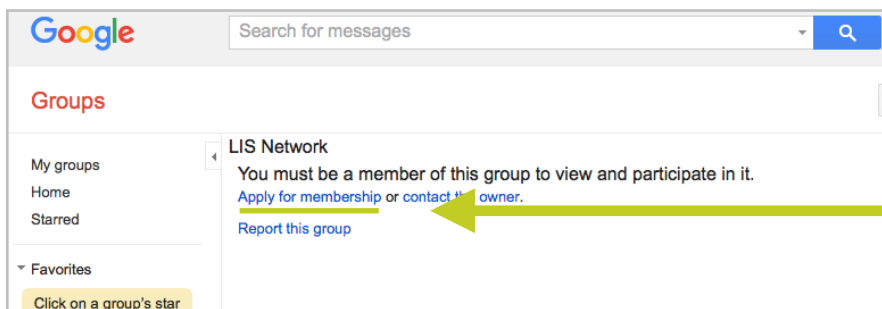 Google
Search for messages
Groups
LIS Network
You must be a member of this group to view and participate in it.
Apply for membership or contact the owner.
Report this group
My groups
Home
Starred
Favorites
Click on a group's star